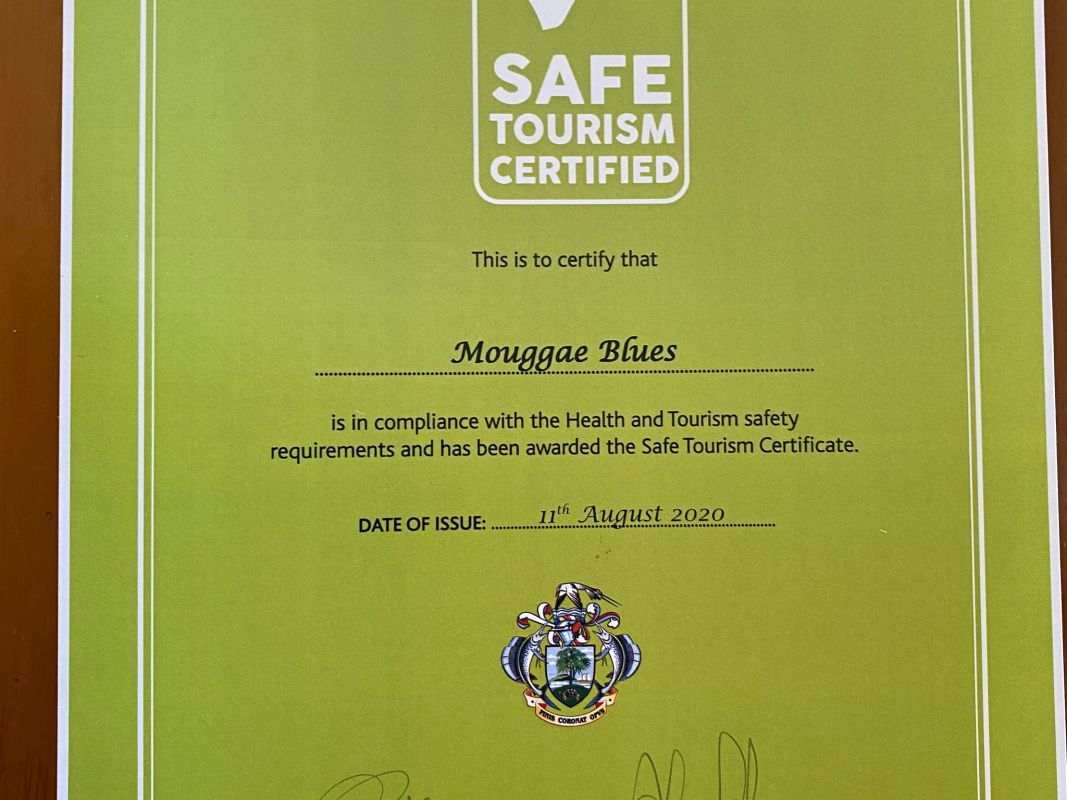 SAFE
TOURISM
CERTIFIED
This is to certify that
Mouggae Blues
is in compliance with the Health and Tourism safety
requirements and has been awarded the Safe Tourism Certificate.
DATE OF ISSUE: 11th August 2020
FINIS CORONAT OPUS